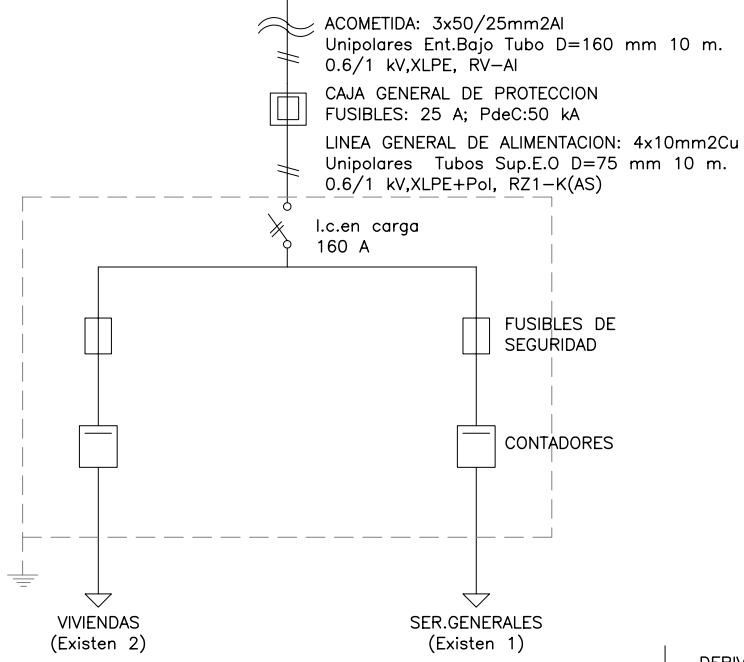 ACOMETIDA: 3x50/25mm2Al
Unipolares Ent.Bajo Tubo D=160 mm 10 m.
0.6/1 kV,XLPE, RV-Al
CAJA GENERAL DE PROTECCION
FUSIBLES: 25 A; PdeC:50 kA
LINEA GENERAL DE ALIMENTACION: 4x10mm2Cu
Unipolares Tubos Sup.E.O D=75 mm 10 m.
0.6/1 kV,XLPE+Pol, RZ1-K(AS)
I.c.en carga
160 A
FUSIBLES DE
SEGURIDAD
CONTADORES
VIVIENDAS
(Existen 2)
SER.GENERALES
(Existen 1)